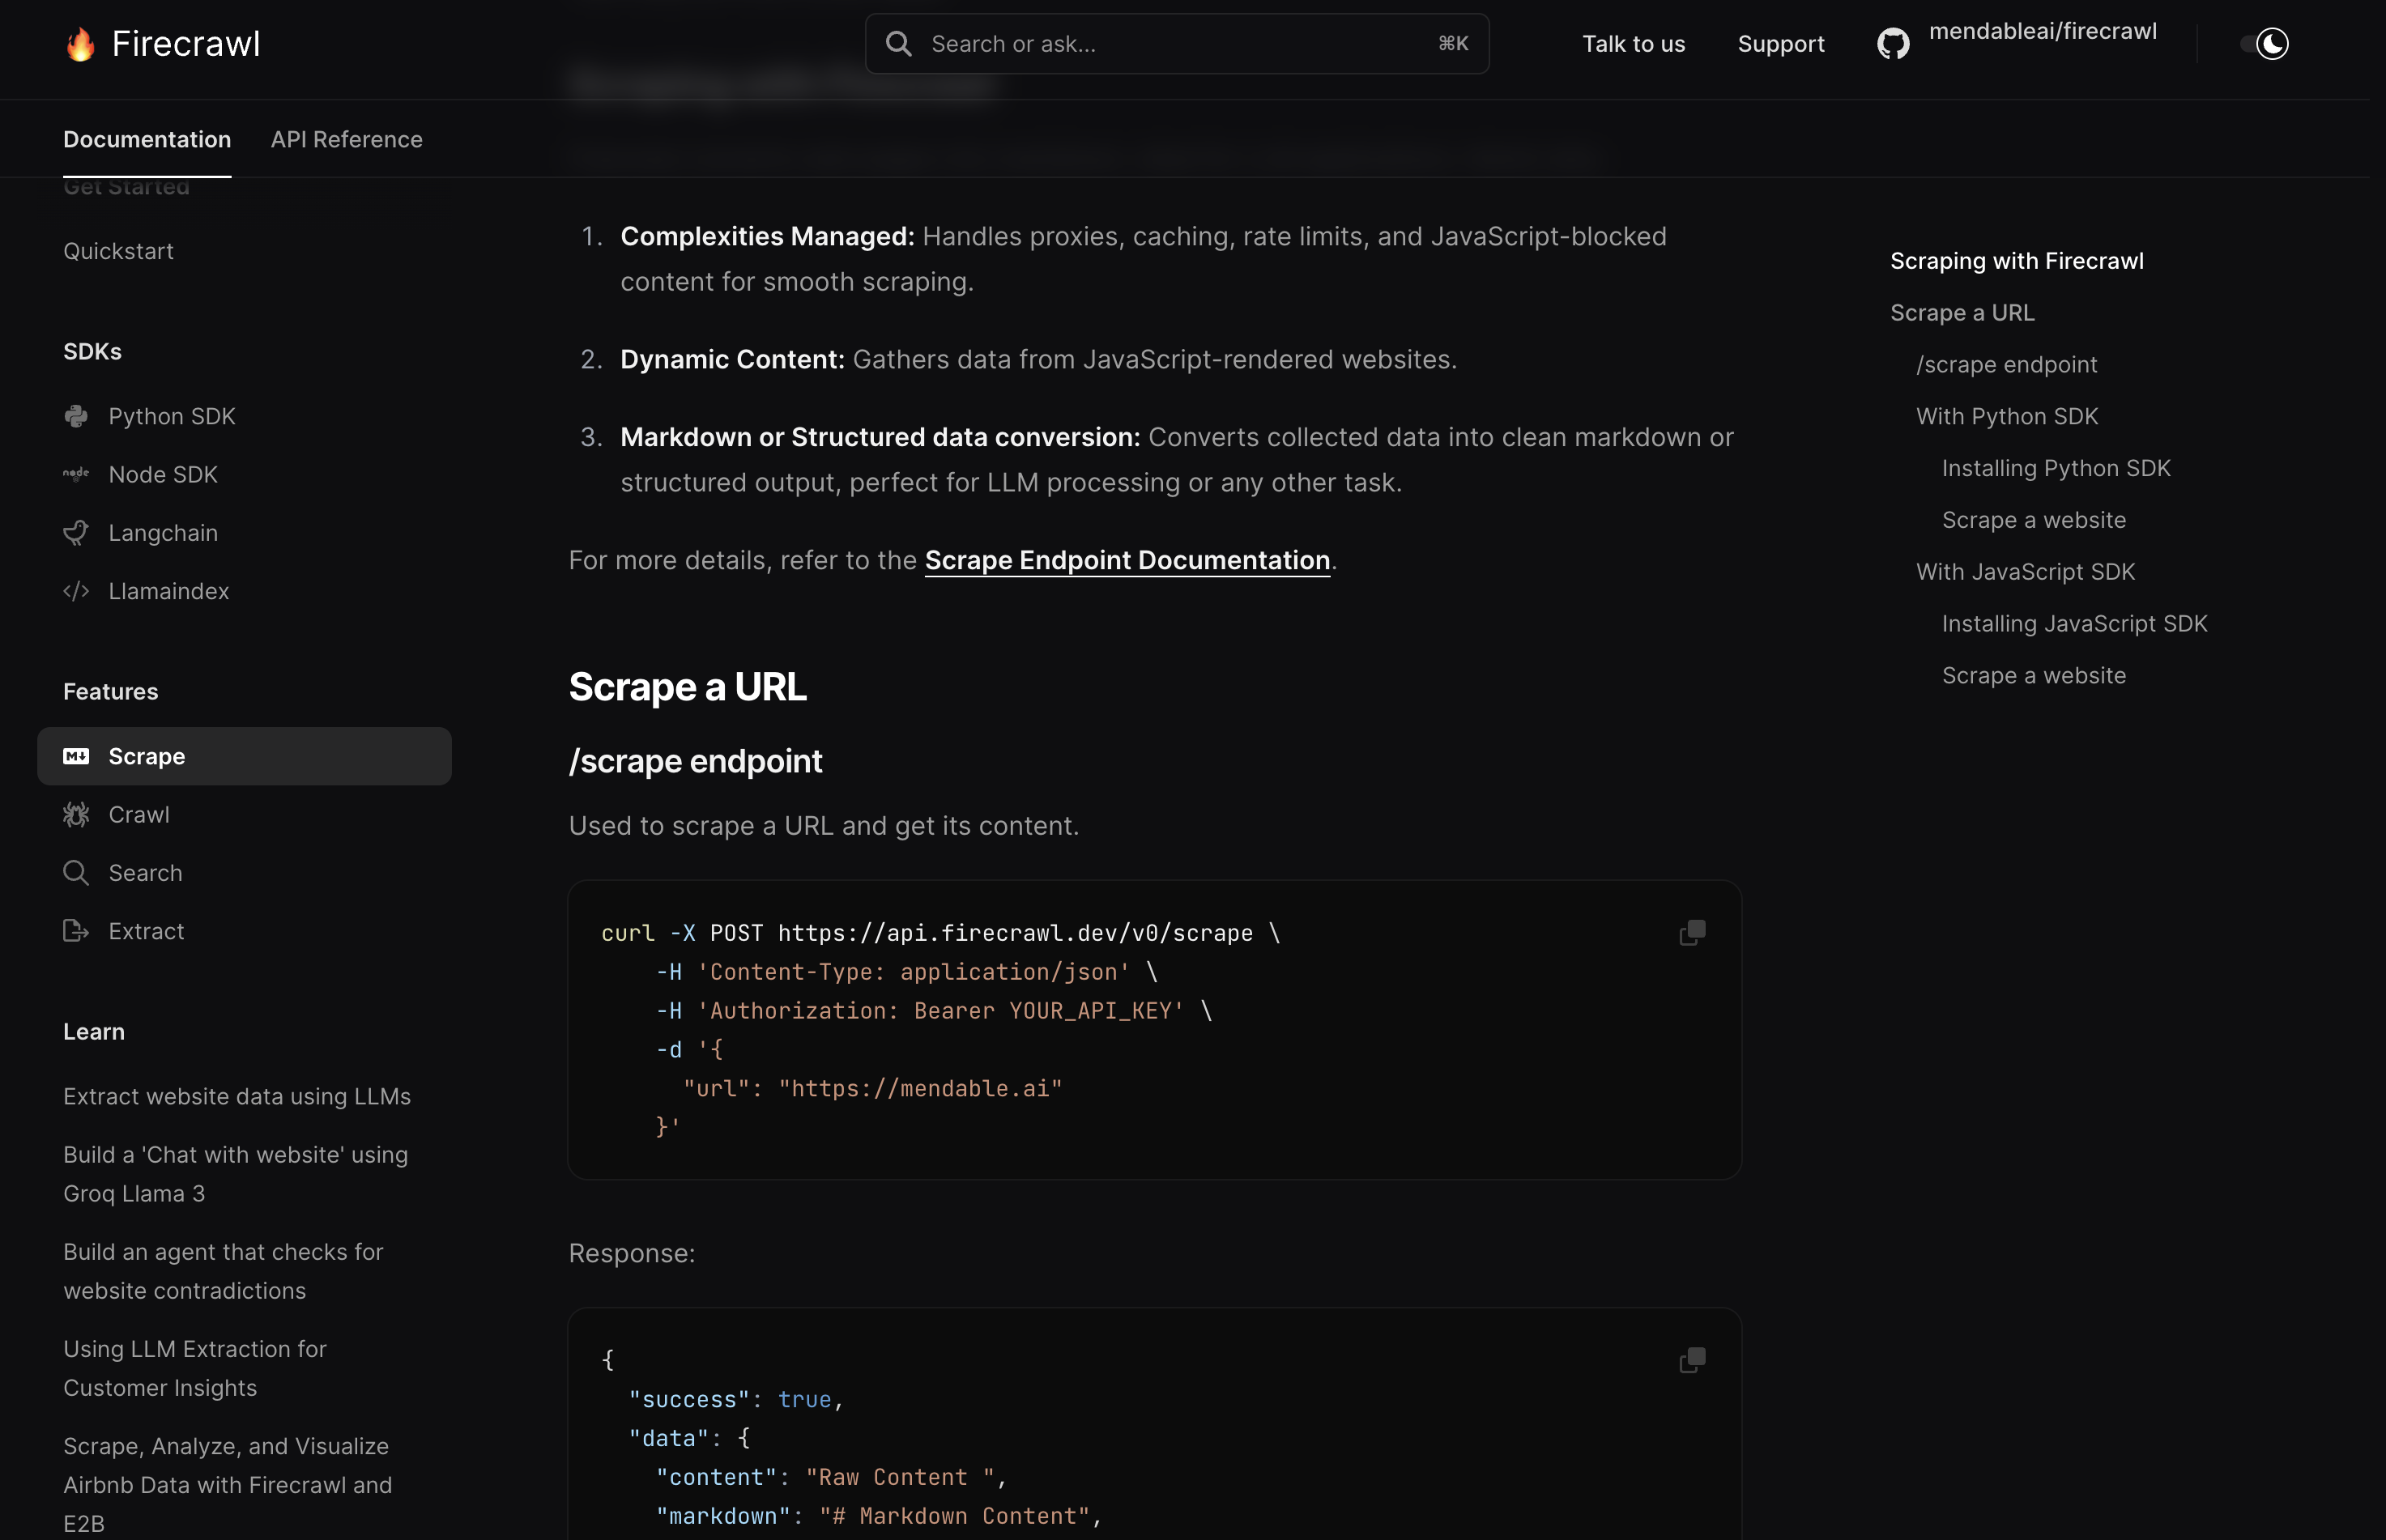 Firecrawl
Search or ask...
⌘K
Talk to us
Support
mendableai/firecrawl
Documentation
API Reference
Get Started
Quickstart
SDKs
Python SDK
Node SDK
Langchain
Llamaindex
Features
Scrape
Crawl
Search
Extract
Learn
Extract website data using LLMs
Build a 'Chat with website' using
Groq Llama 3
Build an agent that checks for
website contradictions
Using LLM Extraction for
Customer Insights
Scrape, Analyze, and Visualize
Airbnb Data with Firecrawl and
E2B
1. Complexities Managed: Handles proxies, caching, rate limits, and JavaScript-blocked
content for smooth scraping.
2. Dynamic Content: Gathers data from JavaScript-rendered websites.
3. Markdown or Structured data conversion: Converts collected data into clean markdown or
structured output, perfect for LLM processing or any other task.
For more details, refer to the Scrape Endpoint Documentation.
Scrape a URL
/scrape endpoint
Used to scrape a URL and get its content.
curl -X POST https://api.firecrawl.dev/v0/scrape \
    -H 'Content-Type: application/json' \
    -H 'Authorization: Bearer YOUR_API_KEY' \
    -d '{
      "url": "https://mendable.ai"
    }'
Response:
{
  "success": true,
  "data": {
    "content": "Raw Content ",
    "markdown": "# Markdown Content",
Scraping with Firecrawl
Scrape a URL
/scrape endpoint
With Python SDK
Installing Python SDK
Scrape a website
With JavaScript SDK
Installing JavaScript SDK
Scrape a website